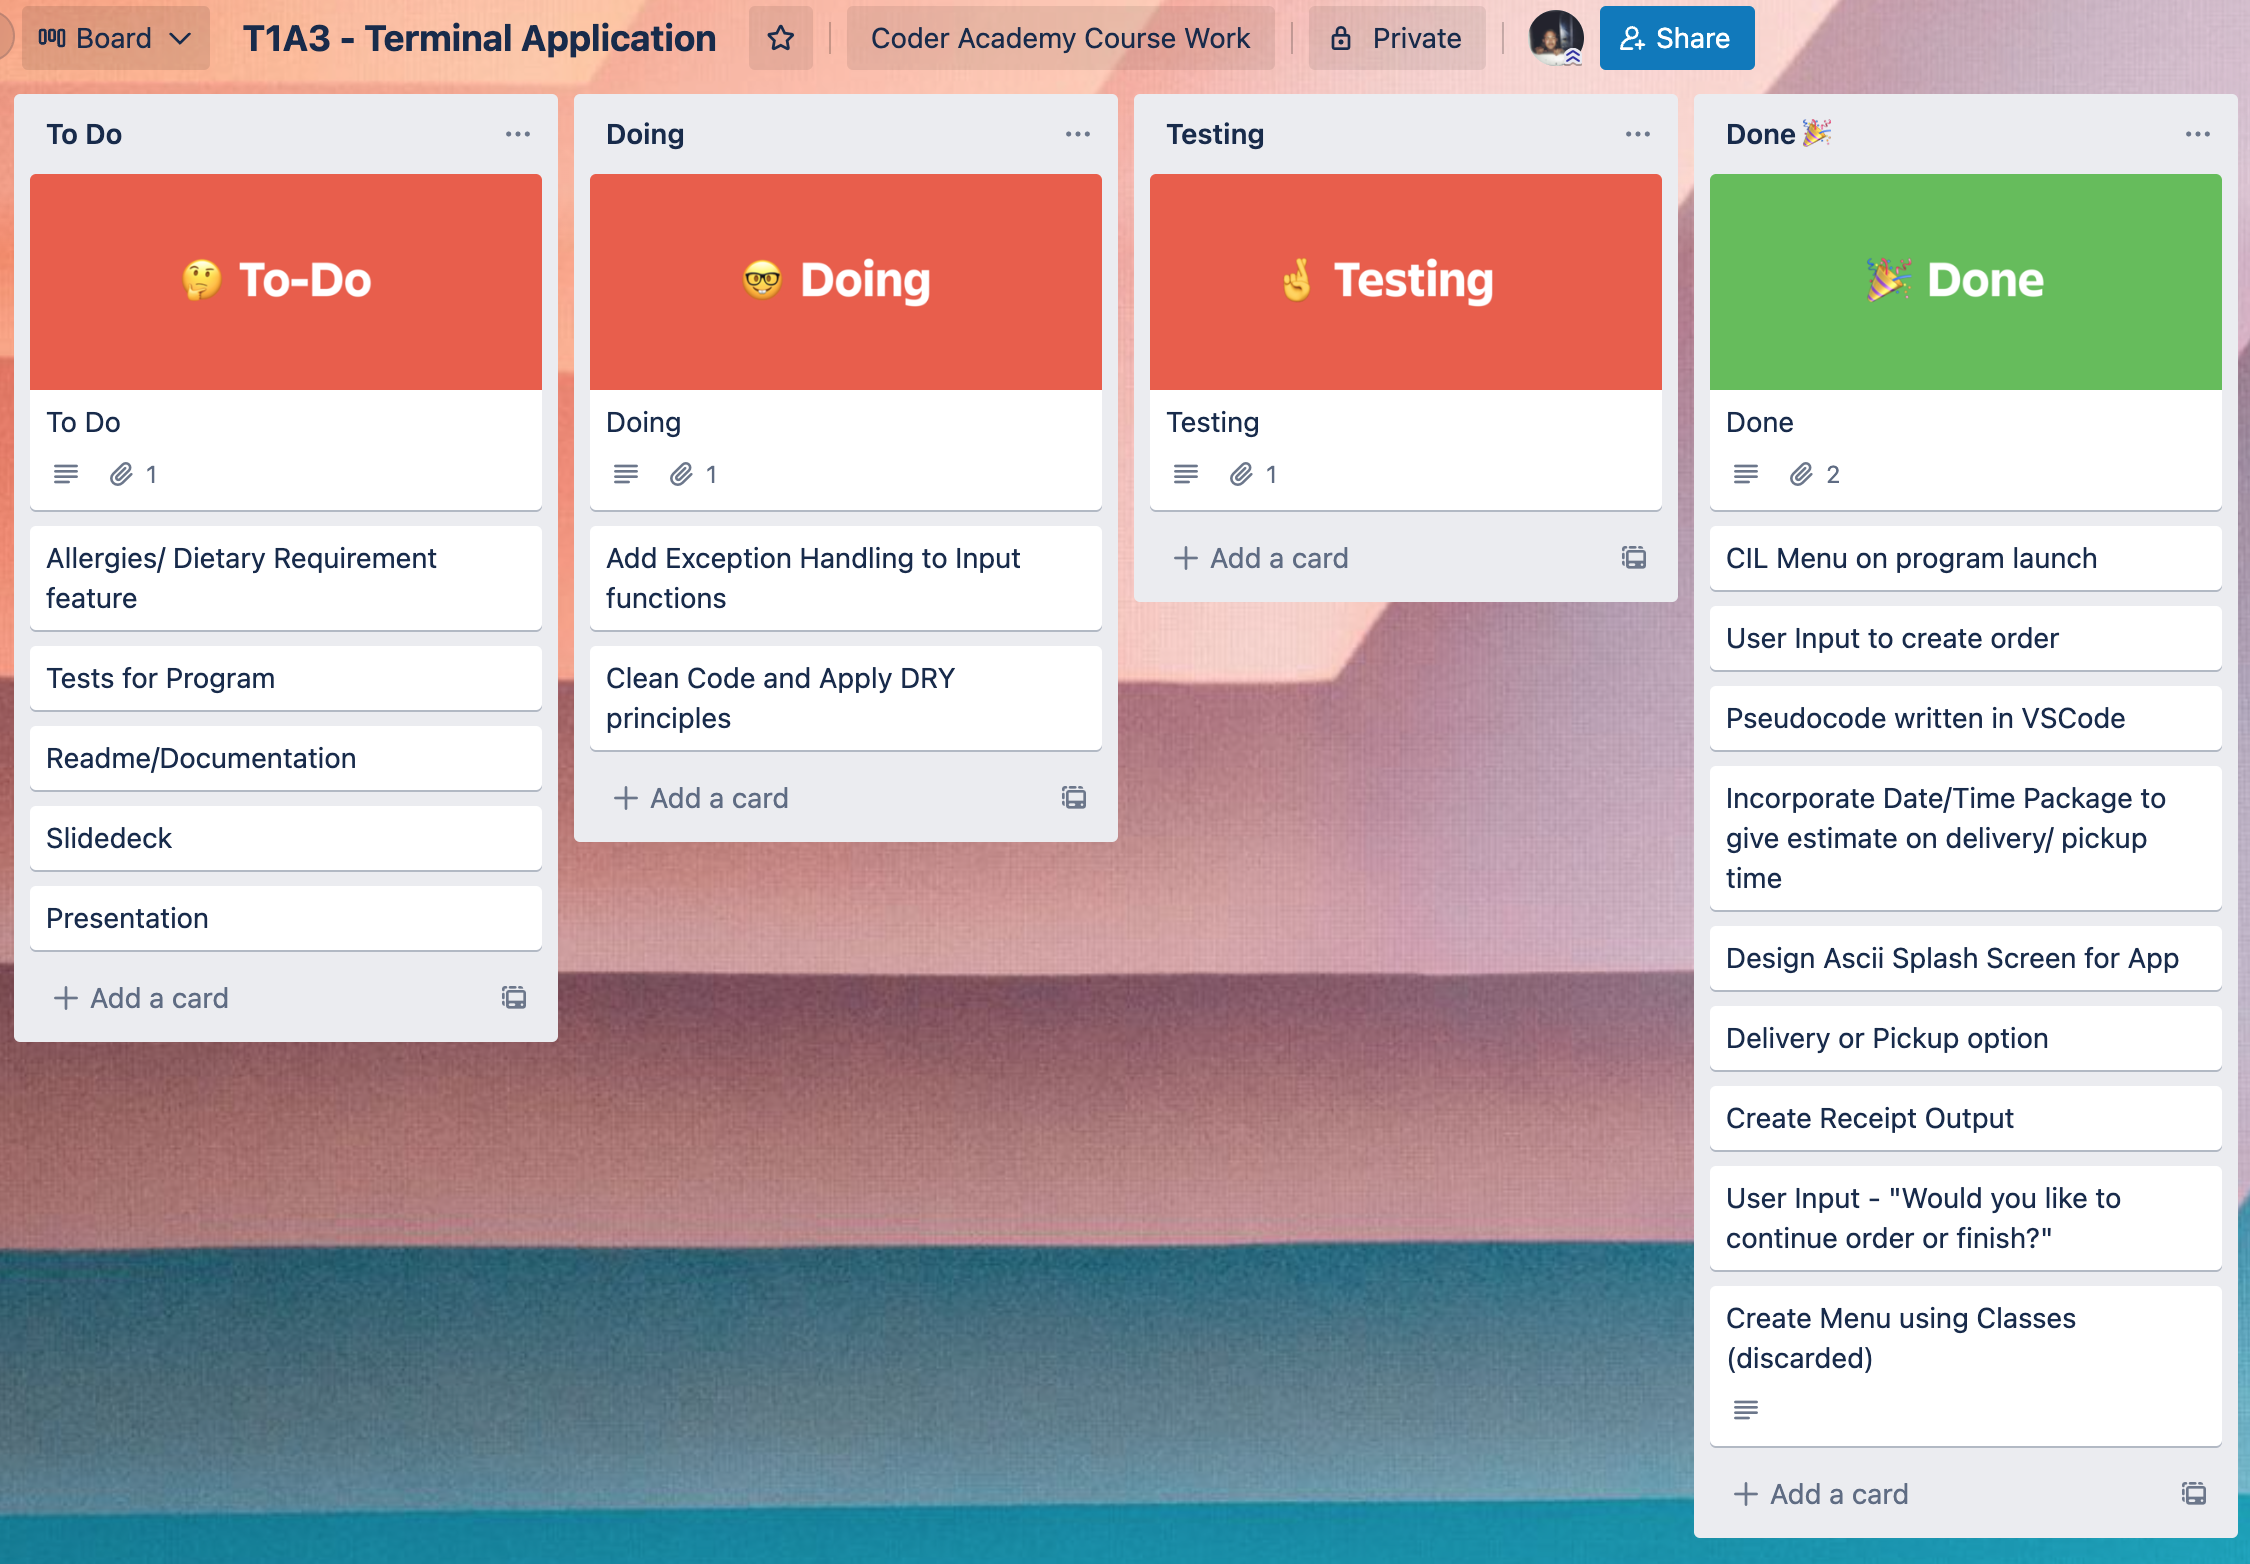 Board
T1A3 - Terminal Application
Coder Academy Course Work
Private
Share
To Do
To-Do
To Do
1
Allergies/ Dietary Requirement
feature
Tests for Program
Readme/Documentation
Slidedeck
Presentation
Add a card
Doing
Doing
Doing
1
Add Exception Handling to Input
functions
Clean Code and Apply DRY
principles
Add a card
Testing
Testing
Testing
1
Add a card
Done
Done
Done
2
CIL Menu on program launch
User Input to create order
Pseudocode written in VSCode
Incorporate Date/Time Package to
give estimate on delivery/ pickup
time
Design Ascii Splash Screen for App
Delivery or Pickup option
Create Receipt Output
User Input - "Would you like to
continue order or finish?"
Create Menu using Classes
(discarded)
Add a card